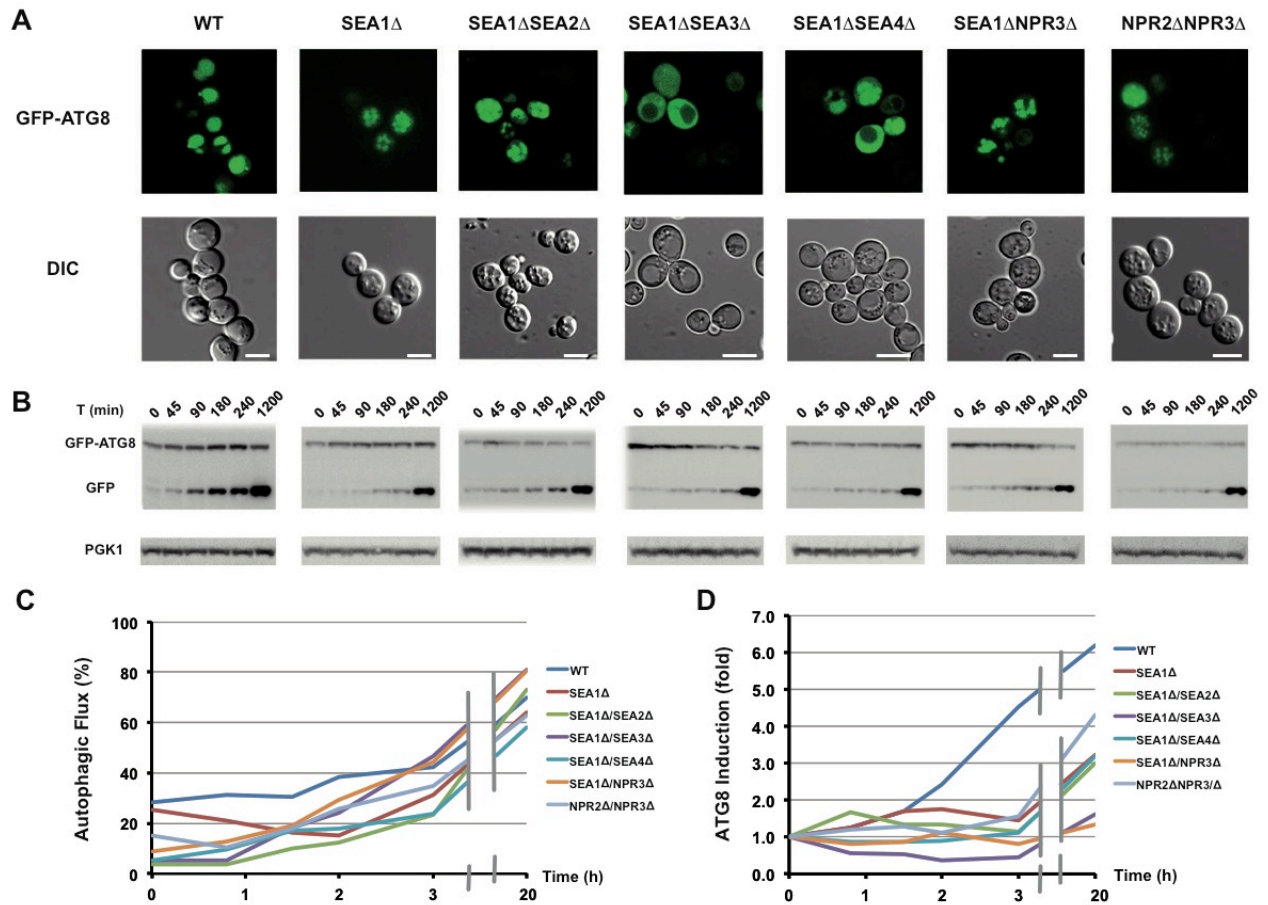 A
WT SEA1Δ SEA1ΔSEA2Δ SEA1ΔSEA3Δ SEA1ΔSEA4Δ SEA1ΔNPR3Δ NPR2ΔNPR3Δ
GFP-ATG8
DIC
B
T (min) 0 45 90 180 240 1200 0 45 90 180 240 1200 0 45 90 180 240 1200 0 45 90 180 240 1200 0 45 90 180 240 1200 0 45 90 180 240 1200 0 45 90 180 240 1200
GFP-ATG8
GFP
PGK1
C
Autophagic Flux (%)
100
80
60
40
20
0
0 1 2 3 20
Time (h)
WT
SEA1Δ
SEA1Δ/SEA2Δ
SEA1Δ/SEA3Δ
SEA1Δ/SEA4Δ
SEA1Δ/NPR3Δ
NPR2Δ/NPR3Δ
D
ATG8 Induction (fold)
7.0
6.0
5.0
4.0
3.0
2.0
1.0
0.0
0 1 2 3 20
Time (h)
WT
SEA1Δ
SEA1Δ/SEA2Δ
SEA1Δ/SEA3Δ
SEA1Δ/SEA4Δ
SEA1Δ/NPR3Δ
NPR2ΔNPR3/Δ